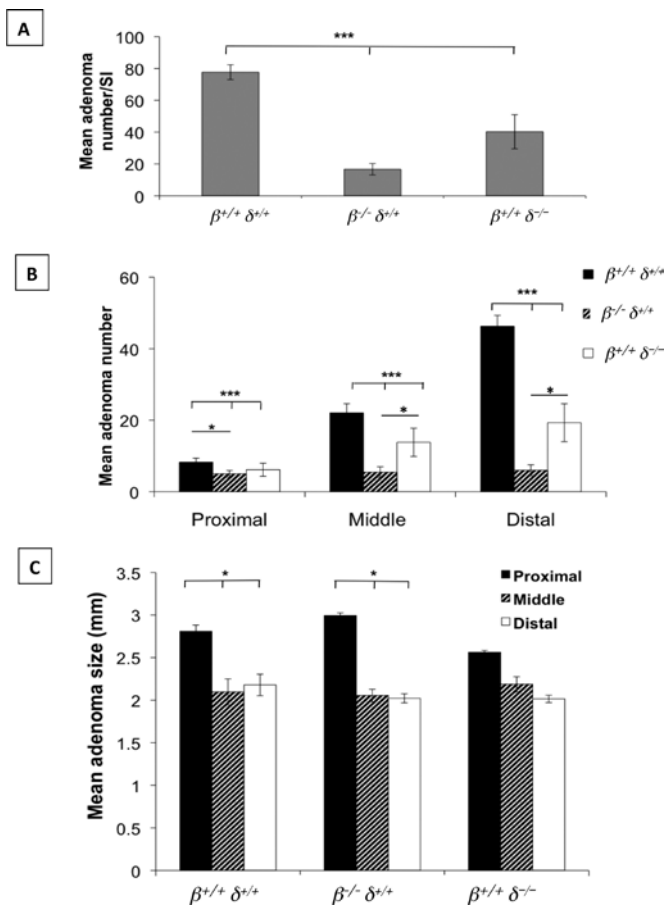 A
Mean adenoma number/SI
100
80
60
40
20
0
***
β+/+ δ+/+
β-/- δ+/+
β+/+ δ−/−
B
Mean adenoma number
60
40
20
0
***
*
***
*
***
*
Proximal
Middle
Distal
β+/+ δ+/+
β-/- δ+/+
β+/+ δ−/−
C
Mean adenoma size (mm)
3.5
3
2.5
2
1.5
1
0.5
0
*
*
Proximal
Middle
Distal
β+/+ δ+/+
β-/- δ+/+
β+/+ δ−/−